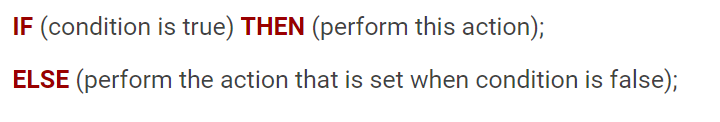 IF (condition is true) THEN (perform this action);
ELSE (perform the action that is set when condition is false);